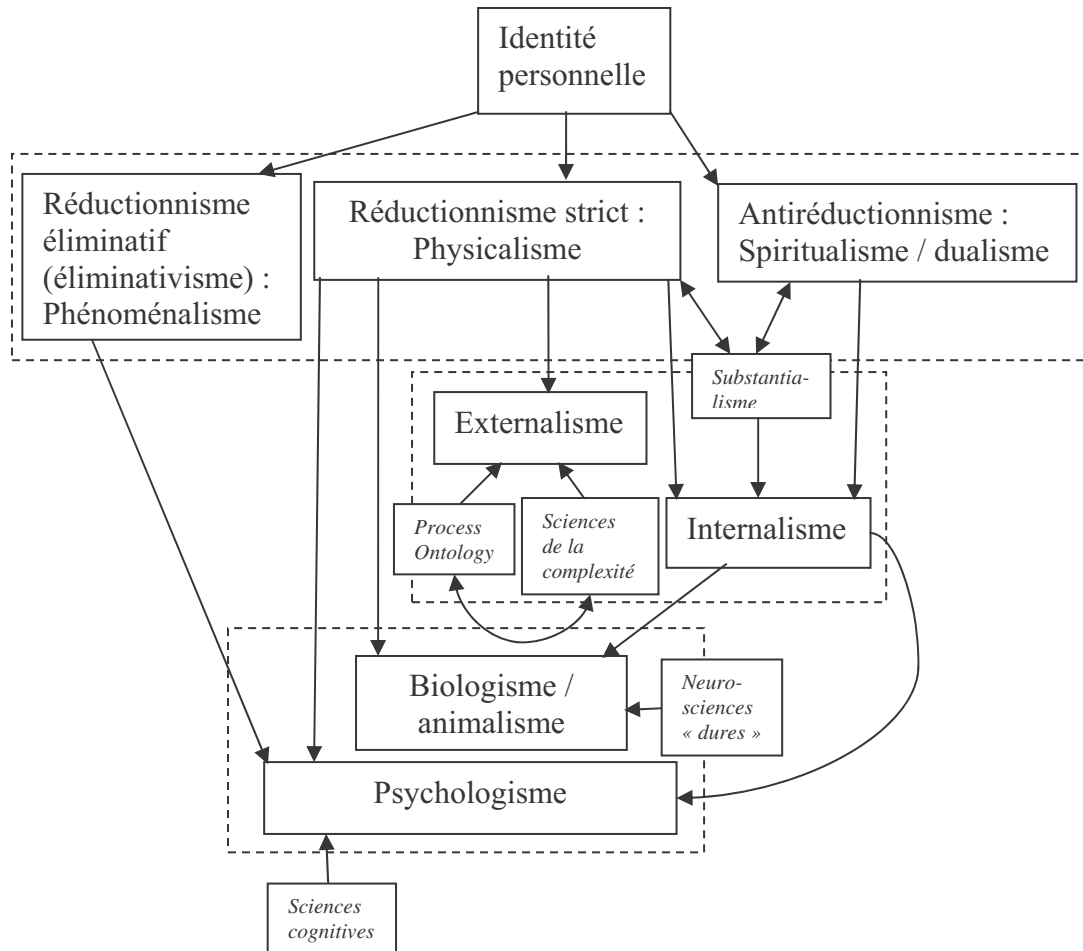 Identité
personnelle
Réductionnisme
éliminatif
(éliminativisme) :
Phénoménalisme
Réductionnisme strict :
Physicalisme
Antiréductionnisme :
Spiritualisme / dualisme
Substantia-
lisme
Externalisme
Process
Ontology
Sciences
de la
complexité
Internalisme
Biologisme /
animalisme
Neuro-
sciences
« dures »
Psychologisme
Sciences
cognitives